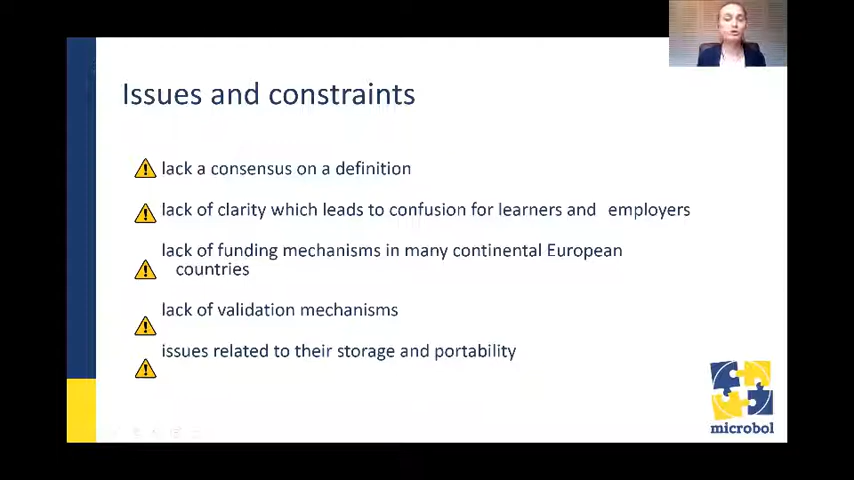 Issues and constraints
lack a consensus on a definition
lack of clarity which leads to confusion for learners and employers
lack of funding mechanisms in many continental European
countries
lack of validation mechanisms
issues related to their storage and portability
microbol